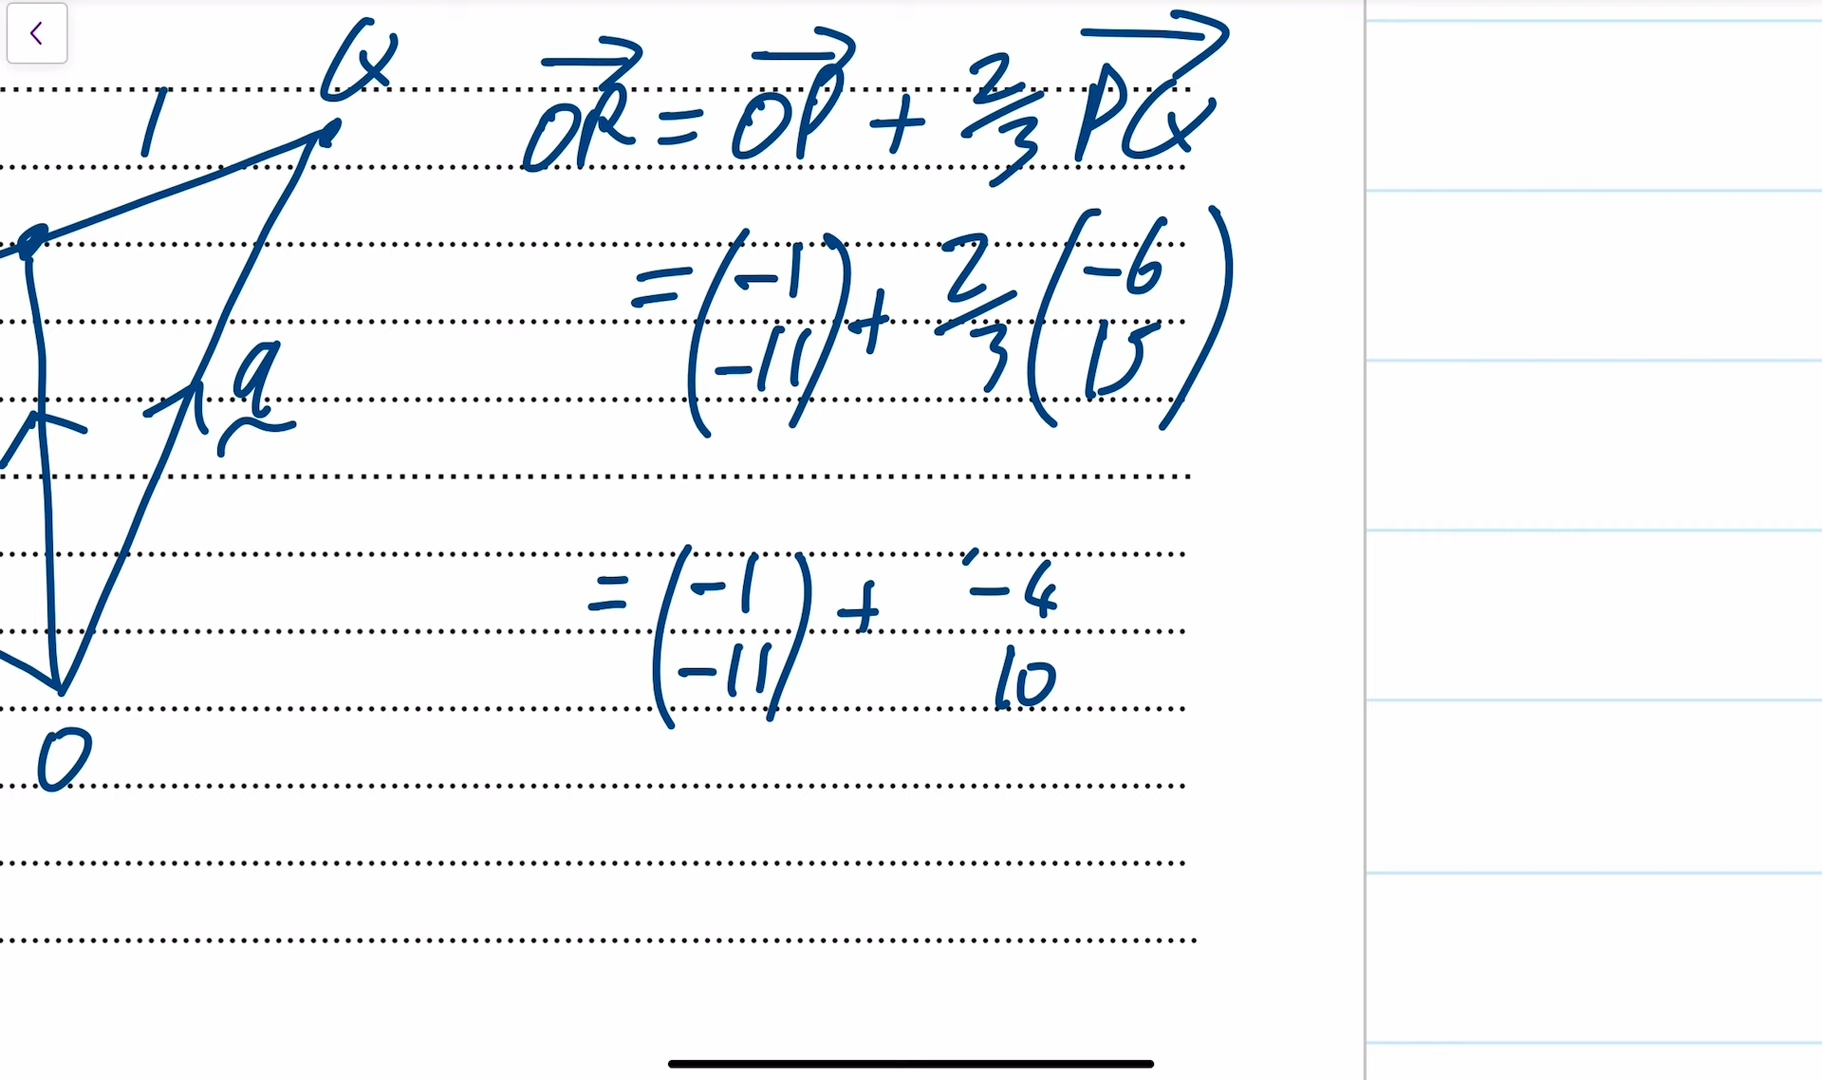 Q
1
OR = OP + 2/3 PQ
= (-1 -11) + 2/3 (-6 15)
q
= (-1 -11) + -4 10
O